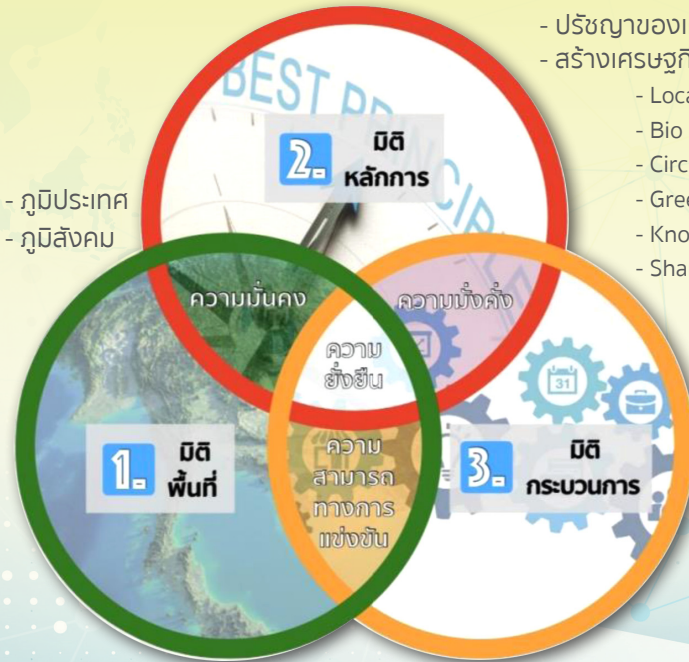 - ปรัชญาของเ
- สร้างเศรษฐกิ
- Loca
- Bio
- Circ
- Gree
- Kno
- Sha
BEST PRINCIPLE
2.
มิติ
หลักการ
- ภูมิประเทศ
- ภูมิสังคม
ความมั่นคง
ความมั่งคั่ง
ความ
ยั่งยืน
1.
มิติ
พื้นที่
ความ
สามารถ
ทางการ
แข่งขัน
3.
มิติ
กระบวนการ
31